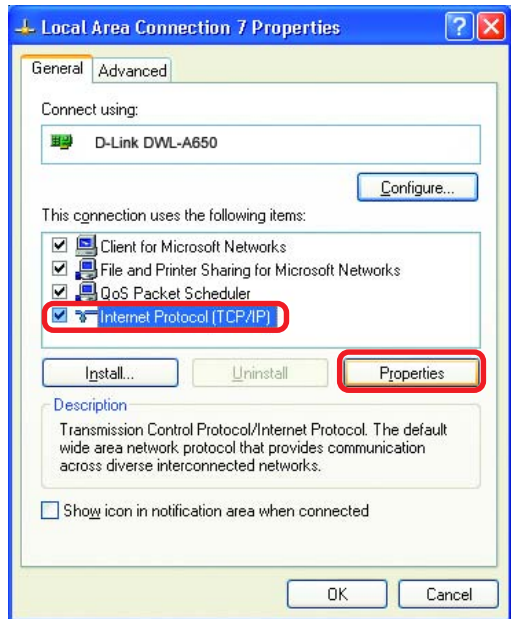 Local Area Connection 7 Properties
General Advanced
Connect using:
D-Link DWL-A650
Configure...
This connection uses the following items:
Client for Microsoft Networks
File and Printer Sharing for Microsoft Networks
QoS Packet Scheduler
Internet Protocol (TCP/IP)
Install... Uninstall Properties
Description
Transmission Control Protocol/Internet Protocol. The default
wide area network protocol that provides communication
across diverse interconnected networks.
Show icon in notification area when connected
OK Cancel